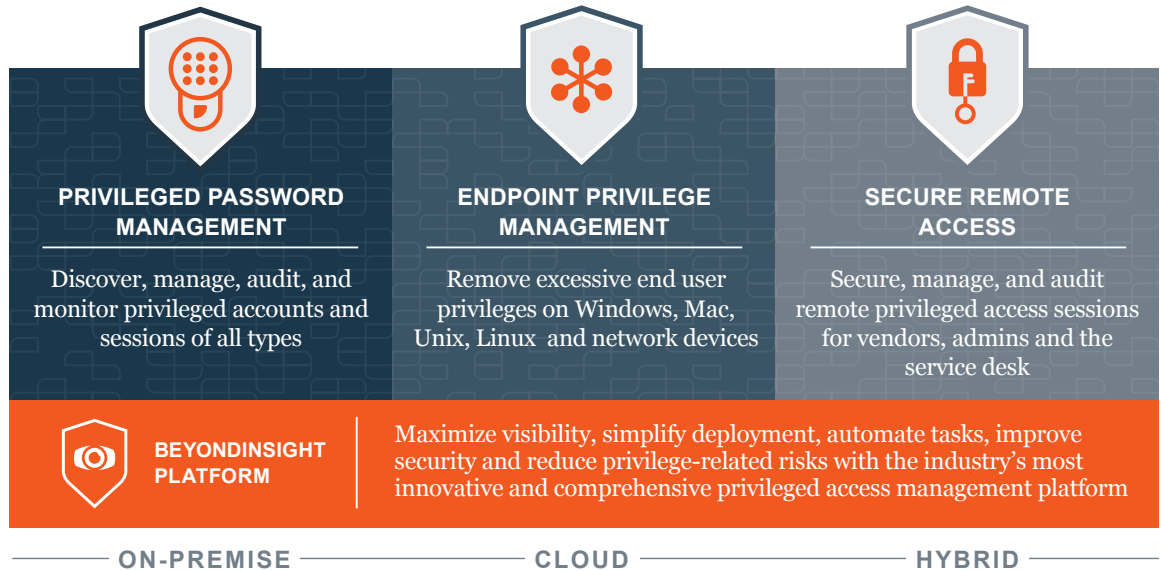 PRIVILEGED PASSWORD
MANAGEMENT
Discover, manage, audit, and
monitor privileged accounts and
sessions of all types
ENDPOINT PRIVILEGE
MANAGEMENT
Remove excessive end user
privileges on Windows, Mac,
Unix, Linux and network devices
SECURE REMOTE
ACCESS
Secure, manage, and audit
remote privileged access sessions
for vendors, admins and the
service desk
BEYONDINSIGHT
PLATFORM
Maximize visibility, simplify deployment, automate tasks, improve
security and reduce privilege-related risks with the industry’s most
innovative and comprehensive privileged access management platform
ON-PREMISE
CLOUD
HYBRID